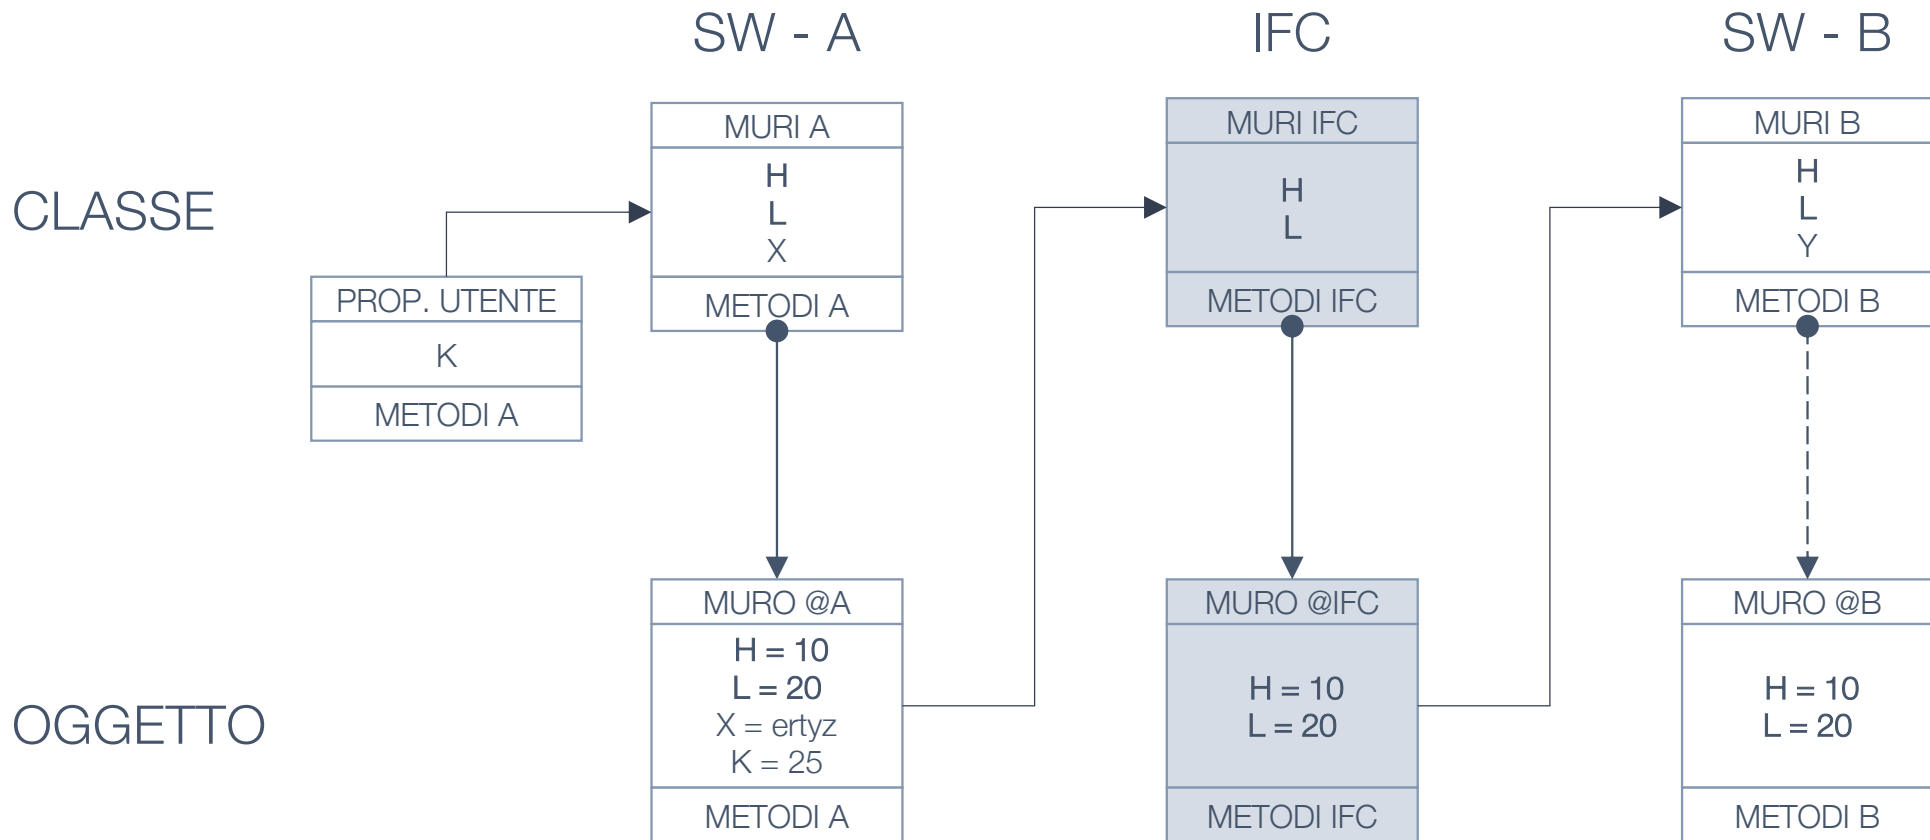 SW - A
IFC
SW - B
CLASSE
MURI A
H
L
X
METODI A
PROP. UTENTE
K
METODI A
MURI IFC
H
L
METODI IFC
MURI B
H
L
Y
METODI B
OGGETTO
MURO @A
H = 10
L = 20
X = ertyz
K = 25
METODI A
MURO @IFC
H = 10
L = 20
METODI IFC
MURO @B
H = 10
L = 20
METODI B